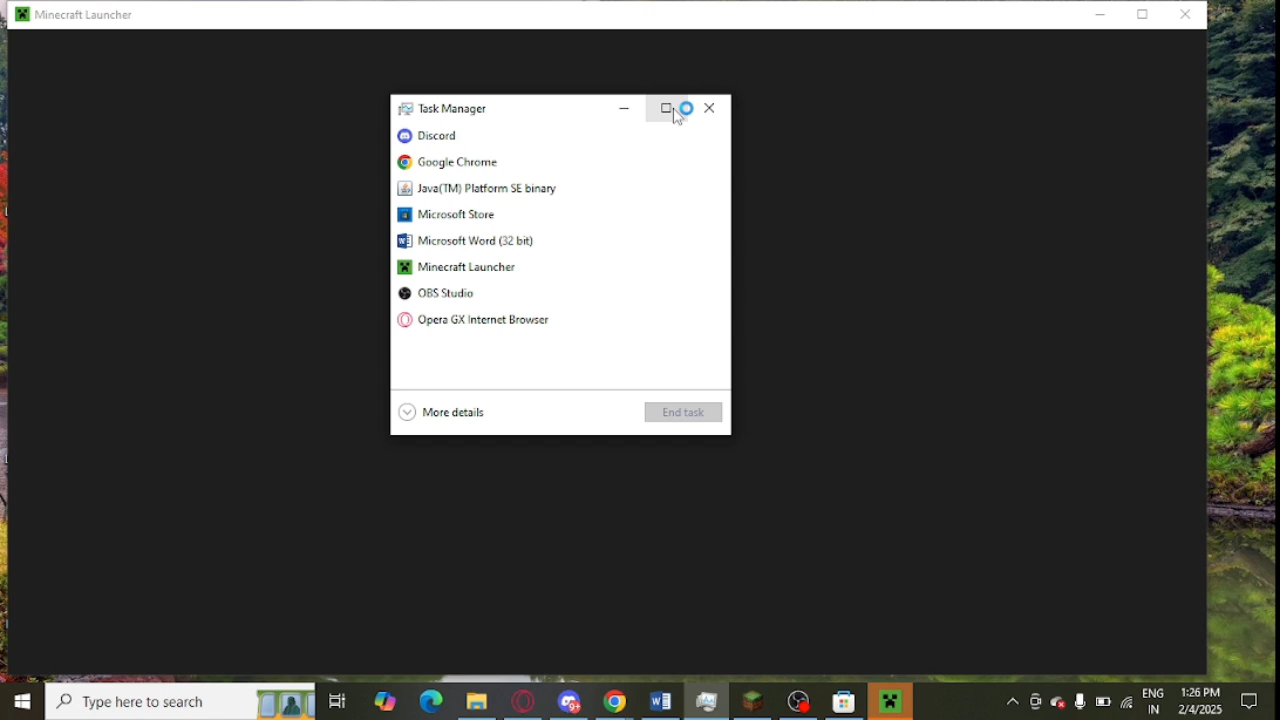 Minecraft Launcher
Task Manager
Discord
Google Chrome
Java(TM) Platform SE binary
Microsoft Store
Microsoft Word (32 bit)
Minecraft Launcher
OBS Studio
Opera GX Internet Browser
More details
End task
Type here to search
9+
ENG
IN
1:26 PM
2/4/2025